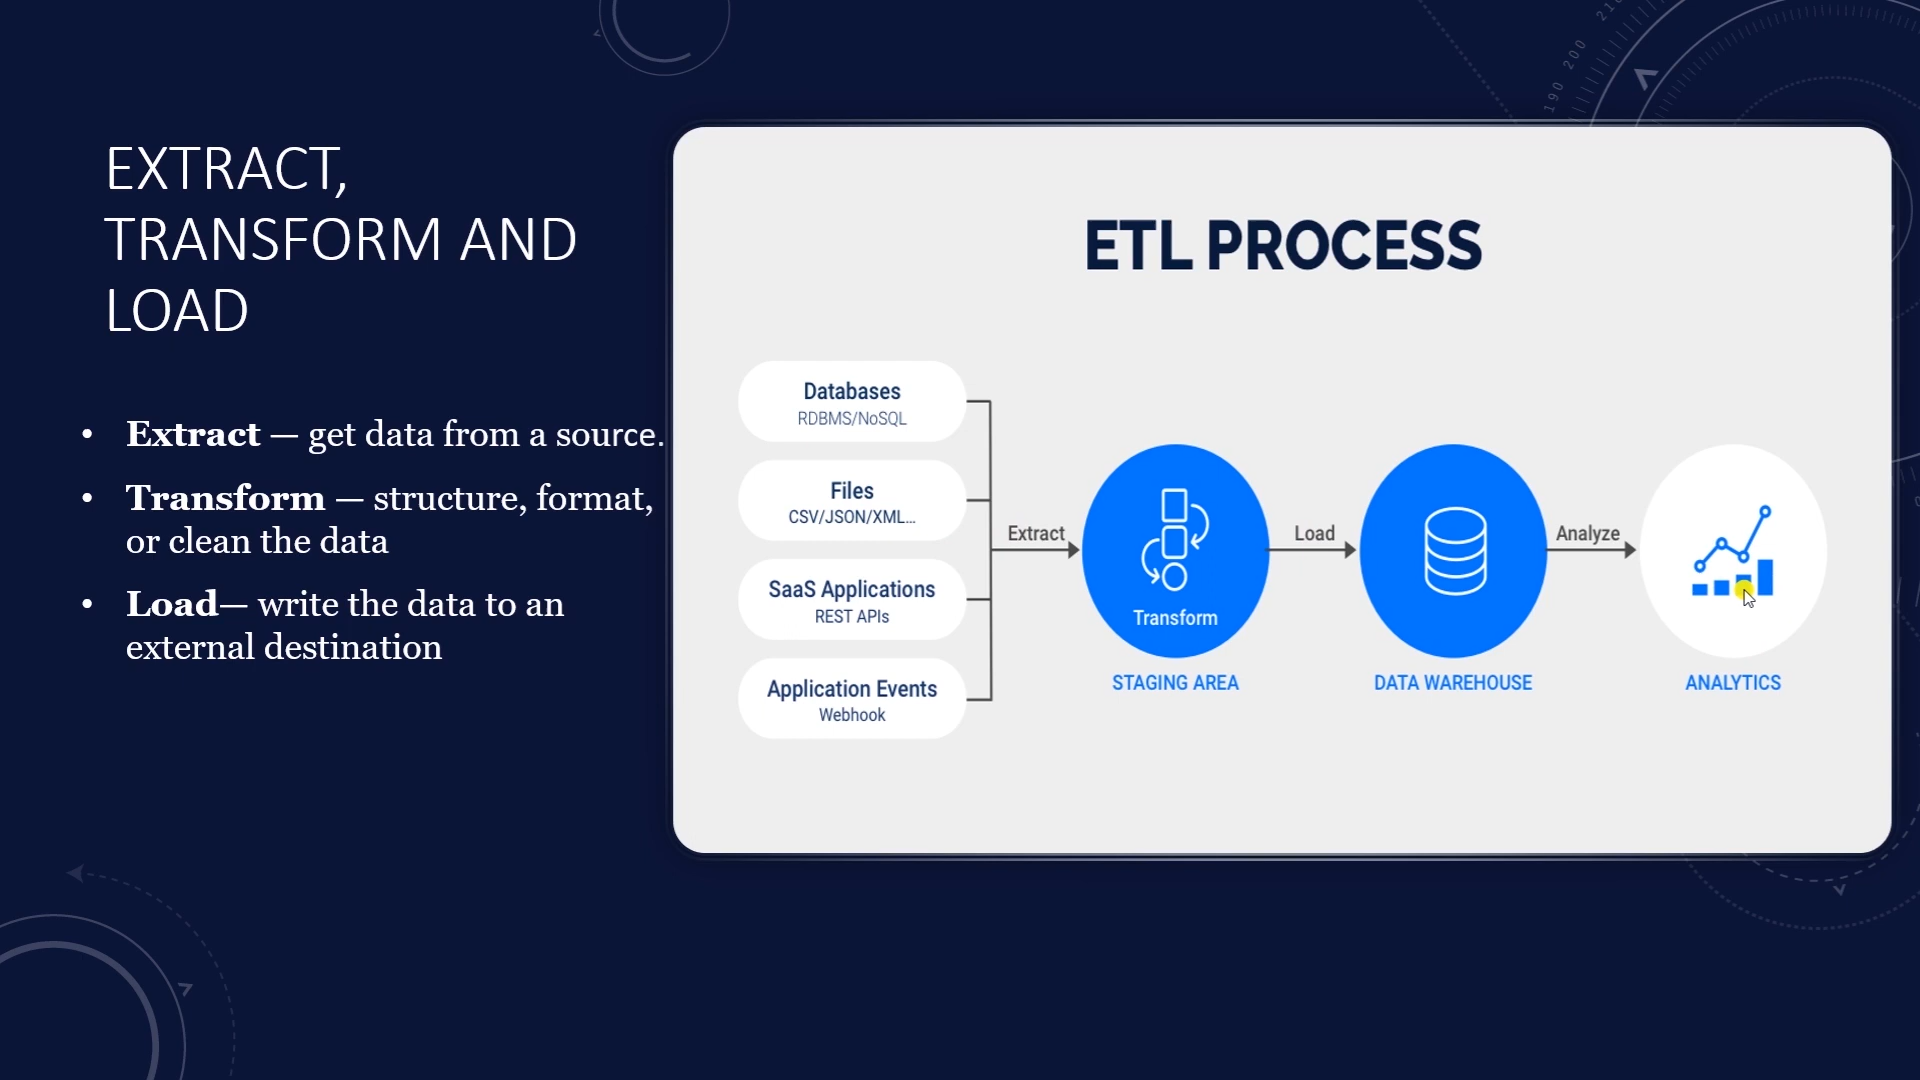 EXTRACT,
TRANSFORM AND
LOAD
• Extract — get data from a source.
• Transform — structure, format,
or clean the data
• Load— write the data to an
external destination
ETL PROCESS
Databases
RDBMS/NoSQL
Files
CSV/JSON/XML...
SaaS Applications
REST APIs
Application Events
Webhook
Extract
Transform
STAGING AREA
Load
DATA WAREHOUSE
Analyze
ANALYTICS
190 200